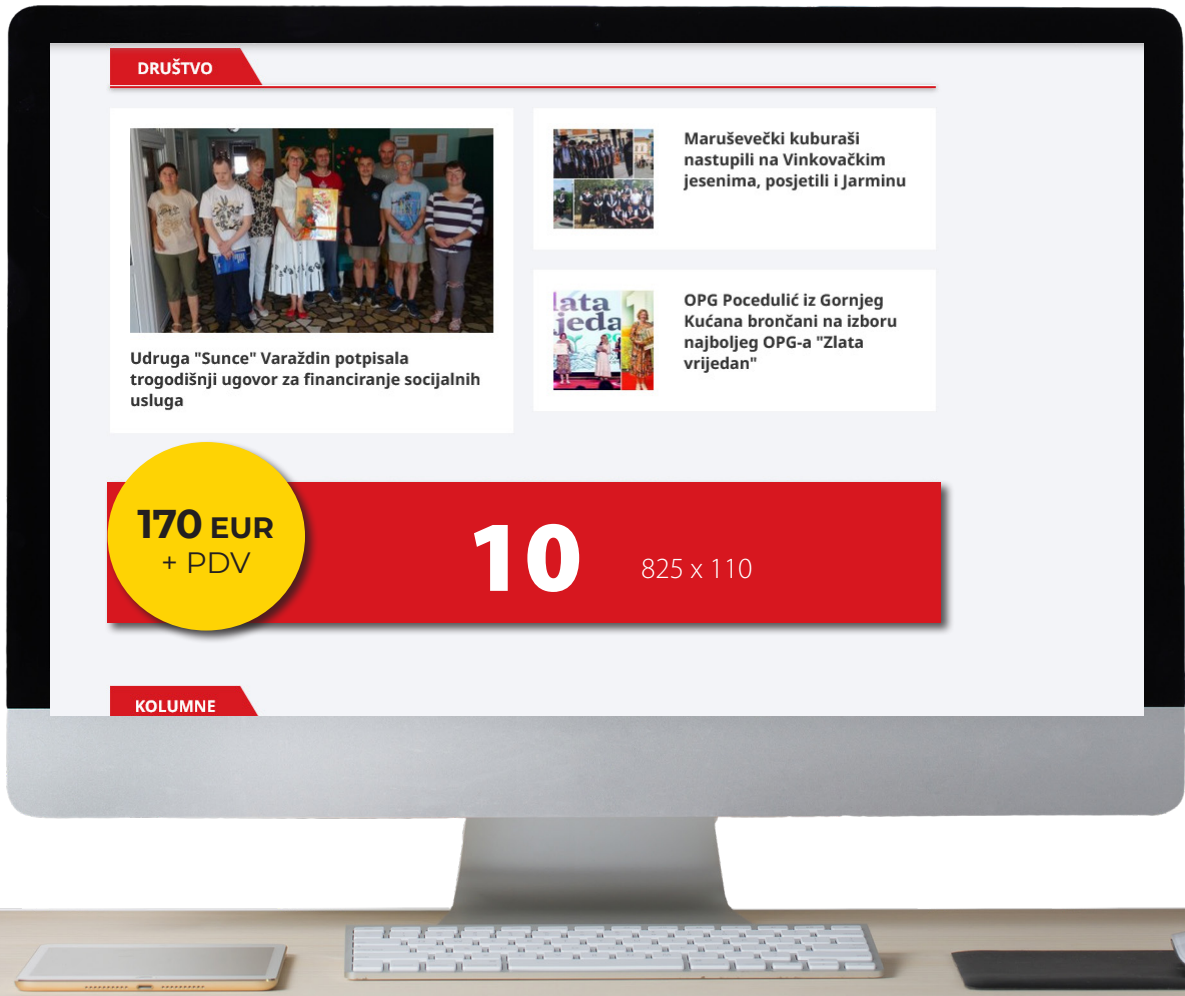 DRUŠTVO
Maruševečki kuburaši
nastupili na Vinkovačkim
jesenima, posjetili i Jarminu
lata
jeda
OPG Pocedulić iz Gornjeg
Kućana brončani na izboru
najboljeg OPG-a "Zlata
vrijedan"
Udruga "Sunce" Varaždin potpisala
trogodišnji ugovor za financiranje socijalnih
usluga
170 EUR
+ PDV
10
825 x 110
KOLUMNE